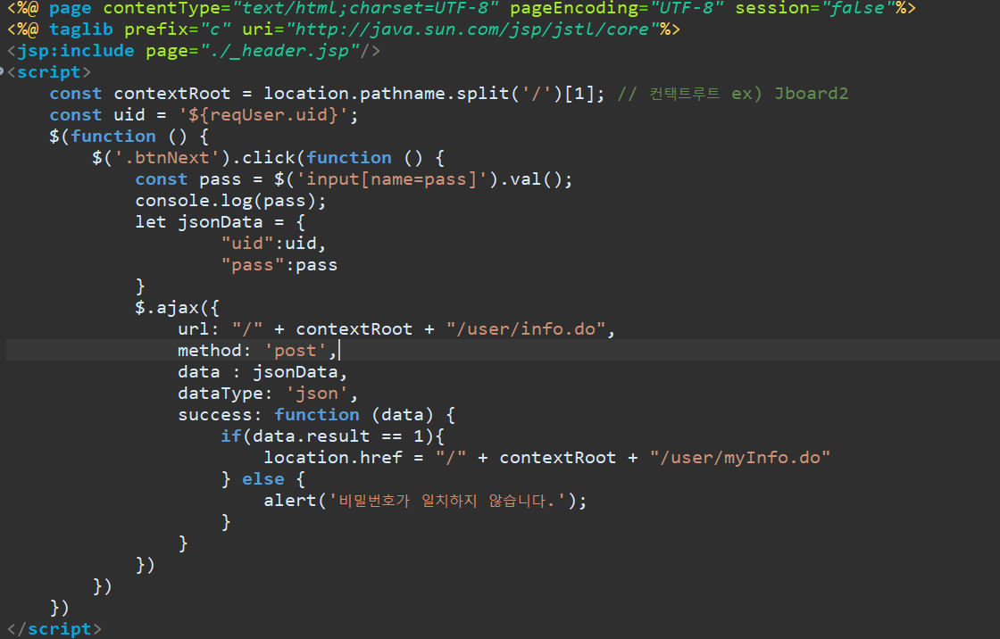 <%@ page contentType="text/html;charset=UTF-8" pageEncoding="UTF-8" session="false"%>
<%@ taglib prefix="c" uri="http://java.sun.com/jsp/jstl/core"%>
<jsp:include page="./_header.jsp"/>
<script>
    const contextRoot = location.pathname.split('/')[1]; // 컨택트루트 ex) Jboard2
    const uid = '${reqUser.uid}';
    $(function () {
        $('.btnNext').click(function () {
            const pass = $('input[name=pass]').val();
            console.log(pass);
            let jsonData = {
                    "uid":uid,
                    "pass":pass
            }
            $.ajax({
                url: "/" + contextRoot + "/user/info.do",
                method: 'post',
                data : jsonData,
                dataType: 'json',
                success: function (data) {
                    if(data.result == 1){
                        location.href = "/" + contextRoot + "/user/myInfo.do"
                    } else {
                        alert('비밀번호가 일치하지 않습니다.');
                    }
                }
            })
        })
    })
</script>